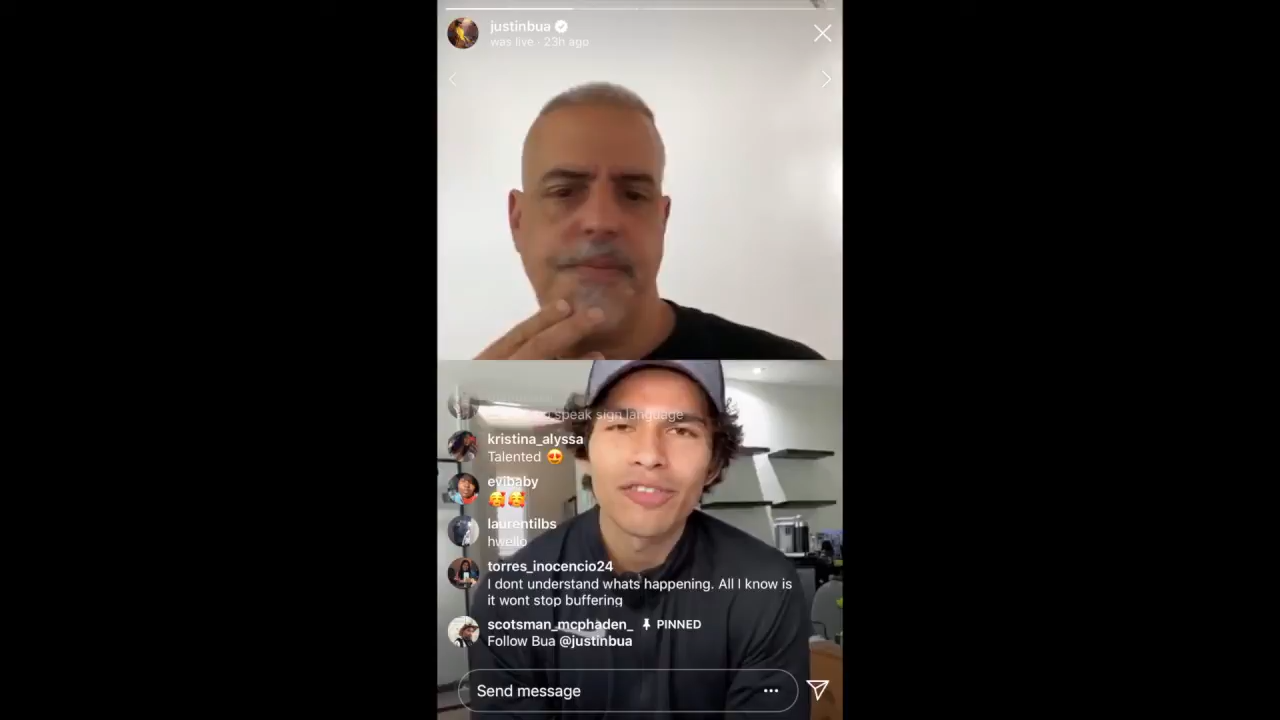 justinbua
was live · 23h ago
speak sign language
kristina_alyssa
Talented 😍
evibaby
🥰🥰
laurentilbs
hwello
torres_inocencio24
I dont understand whats happening. All I know is
it wont stop buffering
scotsman_mcphaden_ PINNED
Follow Bua @justinbua
Send message